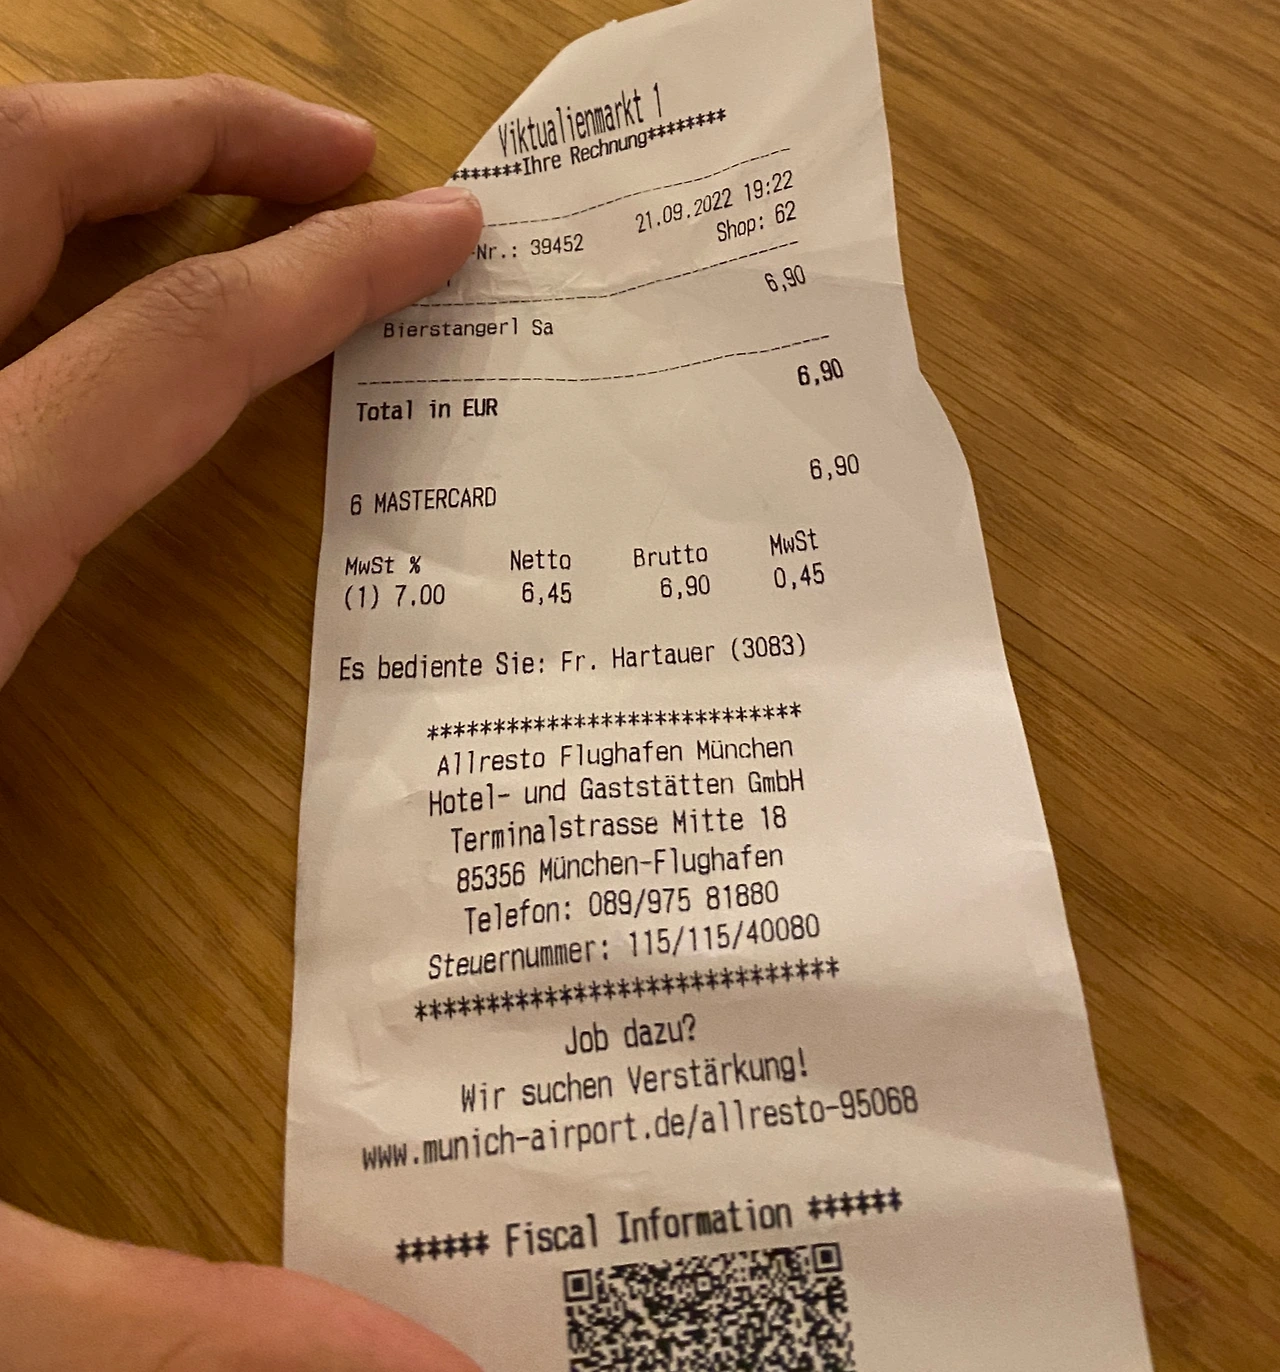 Viktualienmarkt 1
*******Ihre Rechnung********
-Nr.: 39452 21.09.2022 19:22
Shop: 62
Bierstangerl Sa 6,90
Total in EUR 6,90
6 MASTERCARD 6,90
MwSt % Netto Brutto MwSt
(1) 7.00 6,45 6,90 0,45
Es bediente Sie: Fr. Hartauer (3083)
*****************************
Allresto Flughafen München
Hotel- und Gaststätten GmbH
Terminalstrasse Mitte 18
85356 München-Flughafen
Telefon: 089/975 81880
Steuernummer: 115/115/40080
*****************************
Job dazu?
Wir suchen Verstärkung!
www.munich-airport.de/allresto-95068
****** Fiscal Information ******